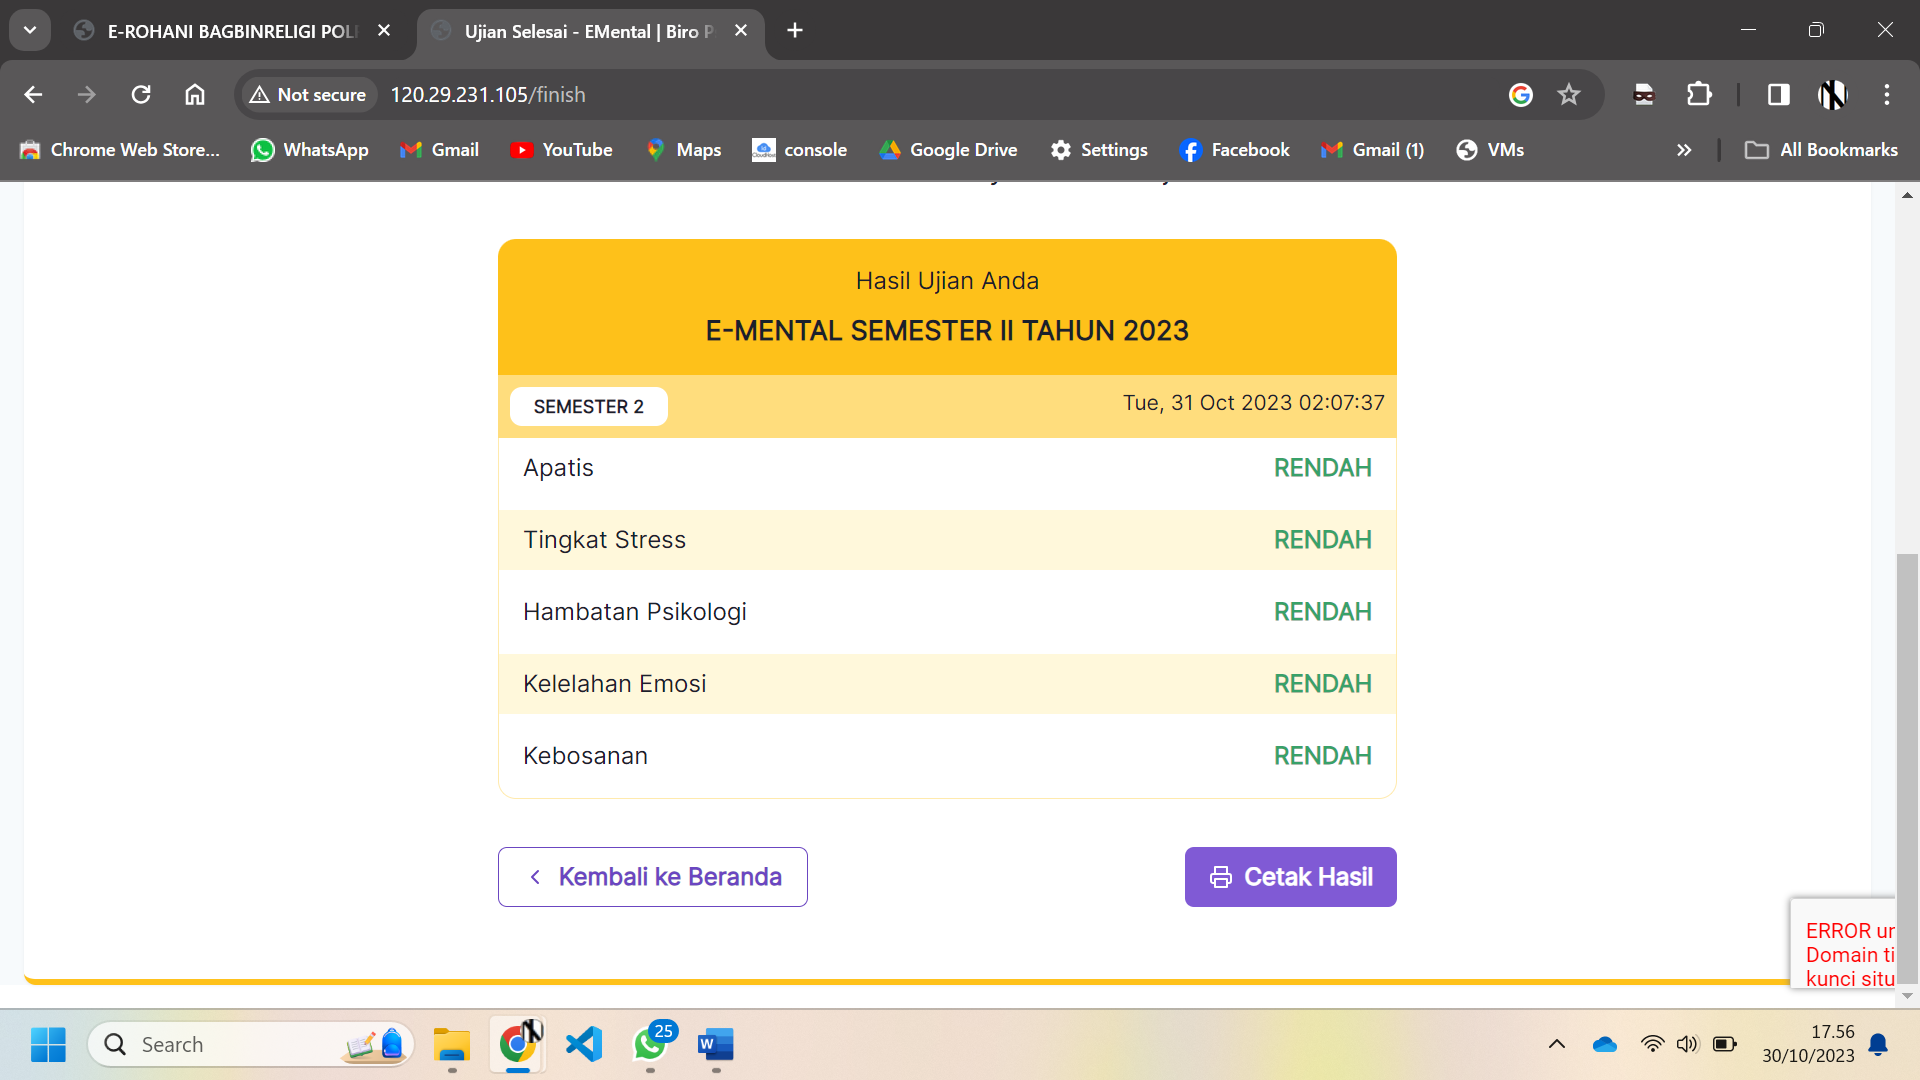 E-ROHANI BAGBINRELIGI POL
Ujian Selesai - EMental | Biro P
Not secure
120.29.231.105/finish
Chrome Web Store...
WhatsApp
Gmail
YouTube
Maps
console
Google Drive
Settings
Facebook
Gmail (1)
VMs
All Bookmarks
Hasil Ujian Anda
E-MENTAL SEMESTER II TAHUN 2023
SEMESTER 2
Tue, 31 Oct 2023 02:07:37
Apatis RENDAH
Tingkat Stress RENDAH
Hambatan Psikologi RENDAH
Kelelahan Emosi RENDAH
Kebosanan RENDAH
Kembali ke Beranda
Cetak Hasil
ERROR
Domain
kunci situ
Search
25
17.56
30/10/2023